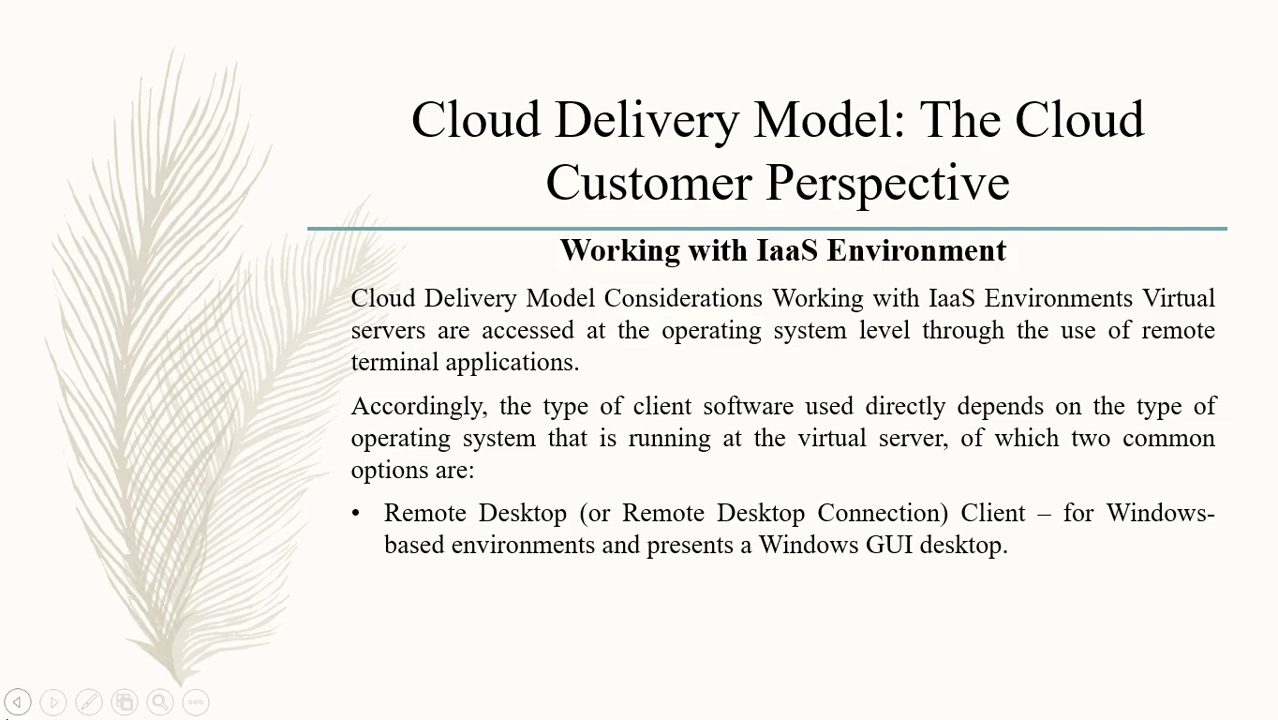 Cloud Delivery Model: The Cloud
Customer Perspective
Working with IaaS Environment
Cloud Delivery Model Considerations Working with IaaS Environments Virtual
servers are accessed at the operating system level through the use of remote
terminal applications.
Accordingly, the type of client software used directly depends on the type of
operating system that is running at the virtual server, of which two common
options are:
• Remote Desktop (or Remote Desktop Connection) Client – for Windows-
based environments and presents a Windows GUI desktop.